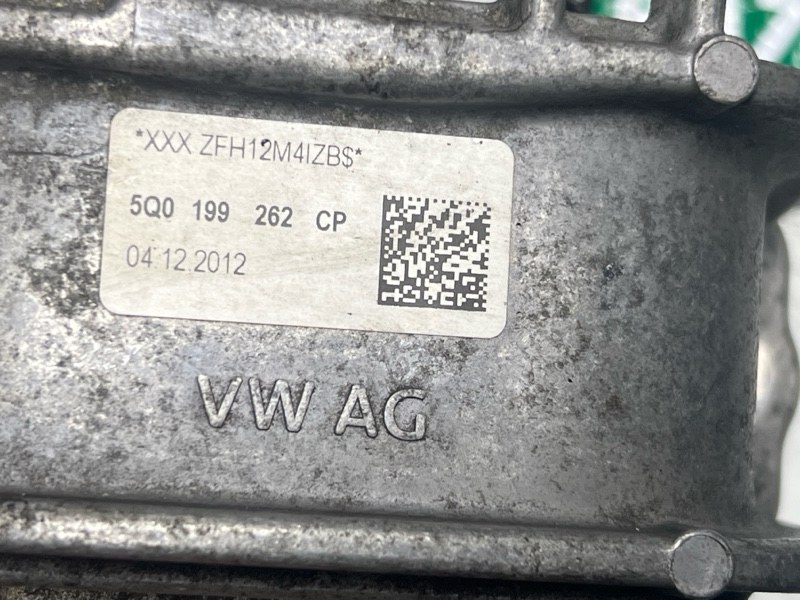 *XXX ZFH12M4IZB$*
5Q0 199 262 CP
04.12.2012
VW AG